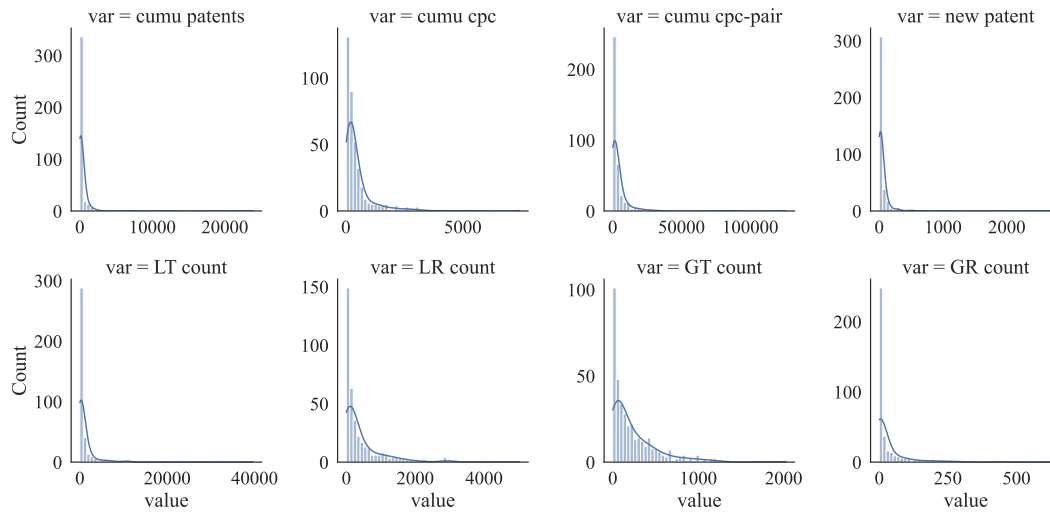 var = cumu patents
var = cumu cpc
var = cumu cpc-pair
var = new patent
Count
300
200
100
0
0 10000 20000
100
50
0
0 5000
200
100
0
0 50000 100000
300
200
100
0
0 1000 2000
var = LT count
var = LR count
var = GT count
var = GR count
Count
300
200
100
0
0 20000 40000
value
150
100
50
0
0 2000 4000
value
100
50
0
0 1000 2000
value
200
100
0
0 250 500
value